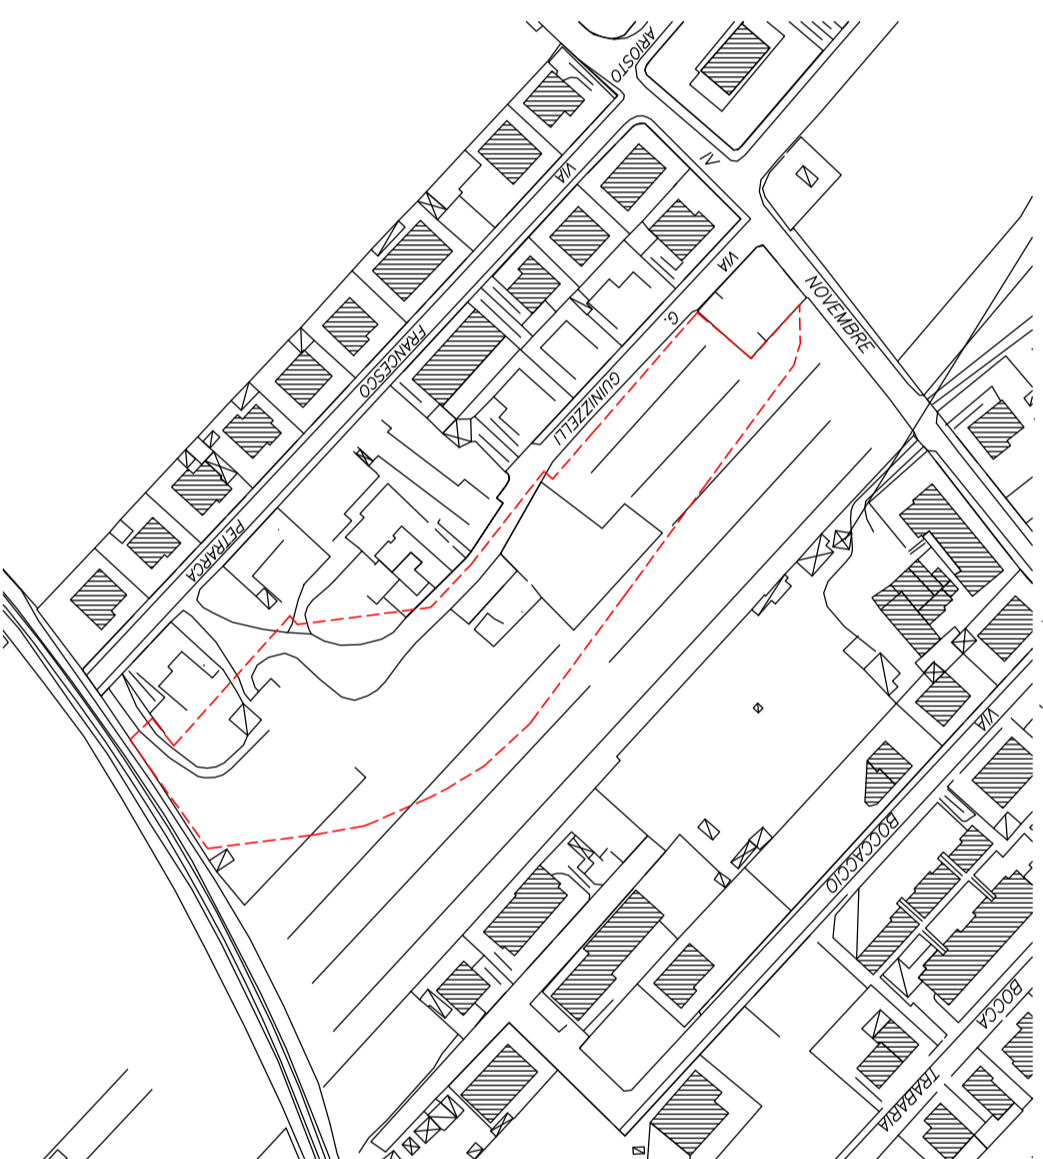 ARIOSTO
VIA
IV
NOVEMBRE
VIA
G.
GUINIZZELLI
FRANCESCO
PETRARCA
VIA
BOCCACCIO
BOCCA
TRABARIA